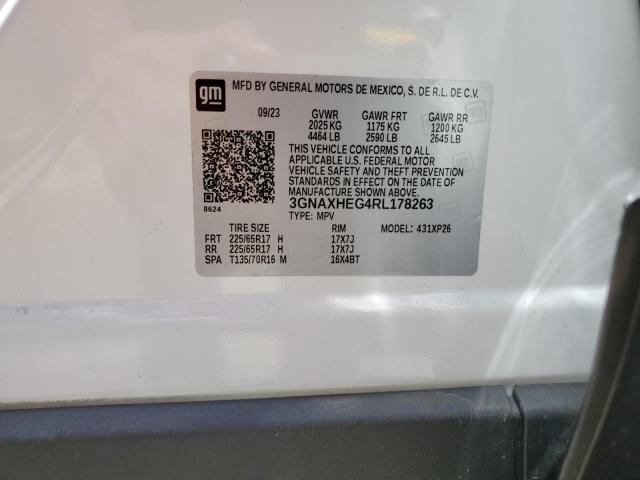 gm MFD BY GENERAL MOTORS DE MEXICO, S. DE R.L. DE C.V.
09/23 GVWR GAWR FRT GAWR RR
2025 KG 1175 KG 1200 KG
4464 LB 2590 LB 2645 LB
THIS VEHICLE CONFORMS TO ALL
APPLICABLE U.S. FEDERAL MOTOR
VEHICLE SAFETY AND THEFT
PREVENTION STANDARDS IN
EFFECT ON THE DATE OF
MANUFACTURE SHOWN ABOVE.
3GNAXHEG4RL178263
8624 TYPE: MPV
TIRE SIZE RIM MODEL: 431XP26
FRT 225/65R17 H 17X7J
RR 225/65R17 H 17X7J
SPA T135/70R16 M 16X4BT